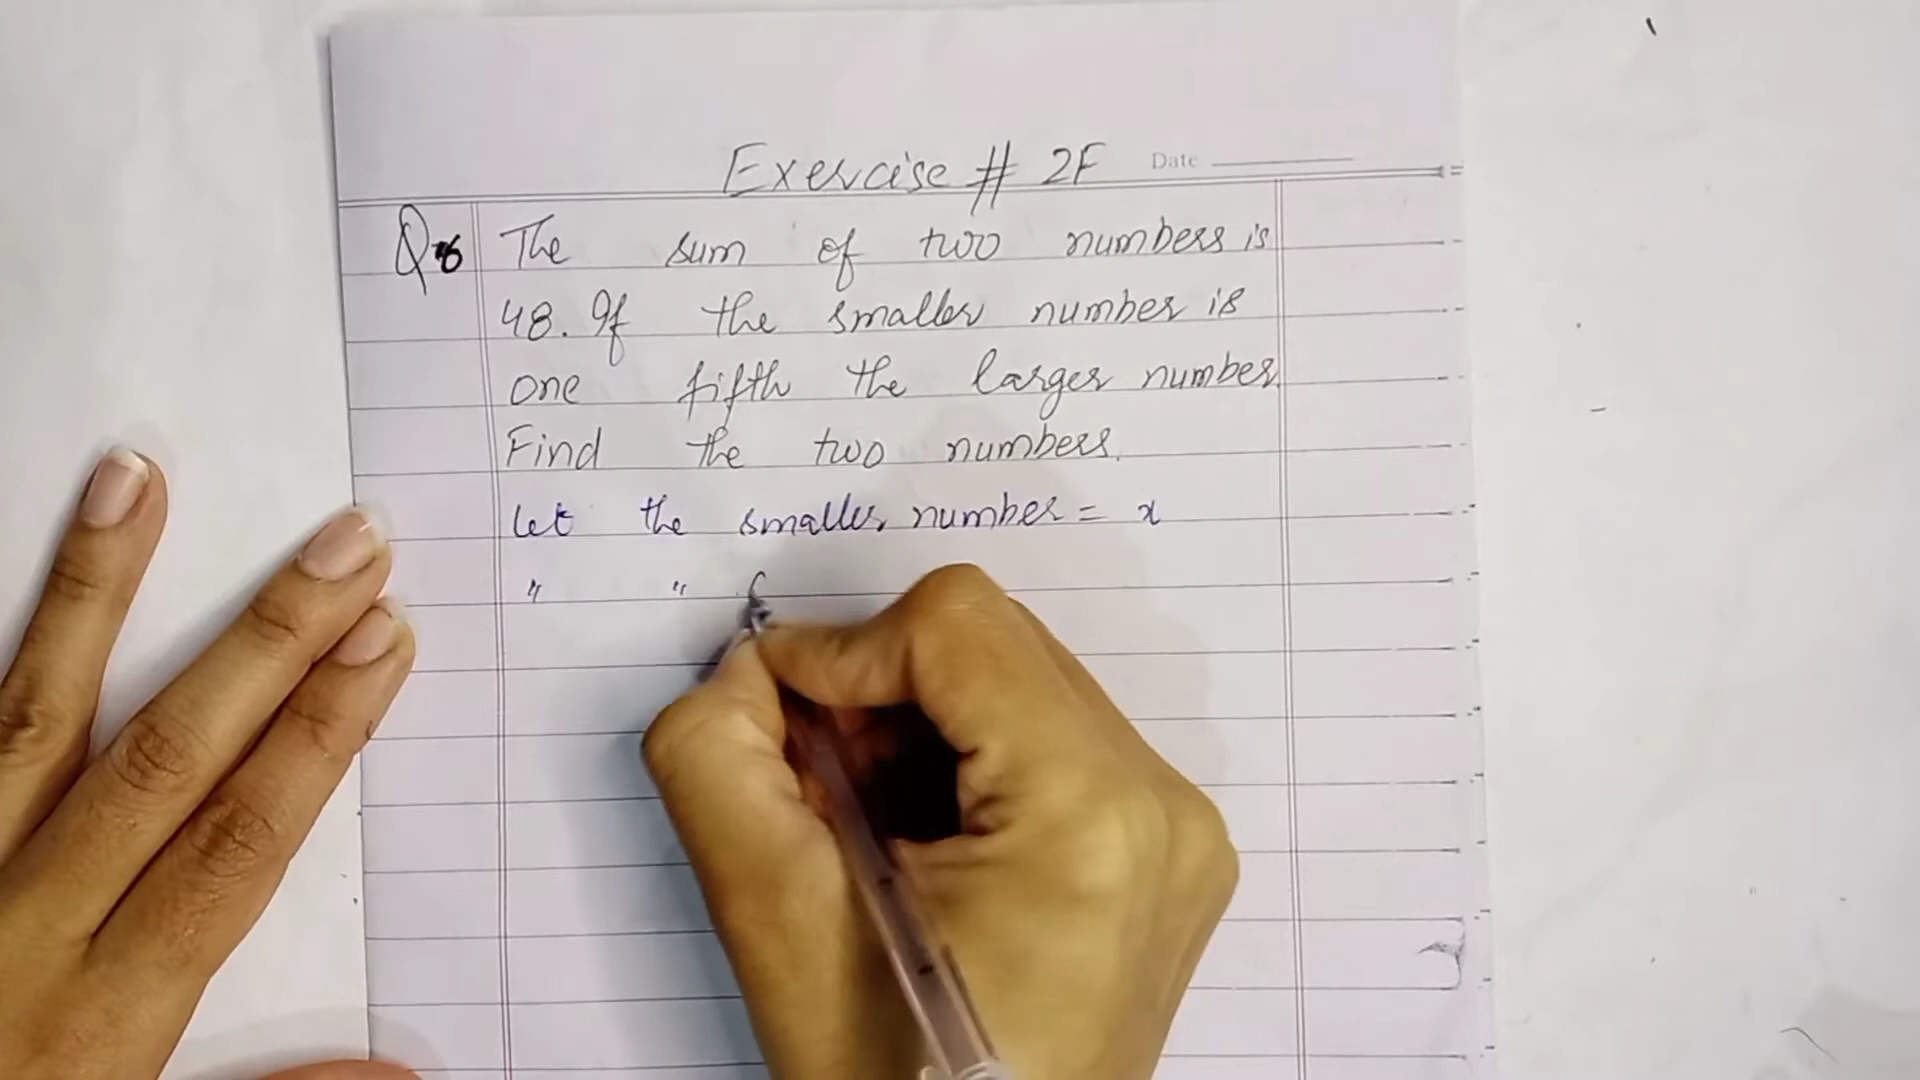 Exercise # 2F
Date
Q6 The sum of two numbers is
48. If the smaller number is
one fifth the larger number.
Find the two numbers.
let the smaller number = x
" "